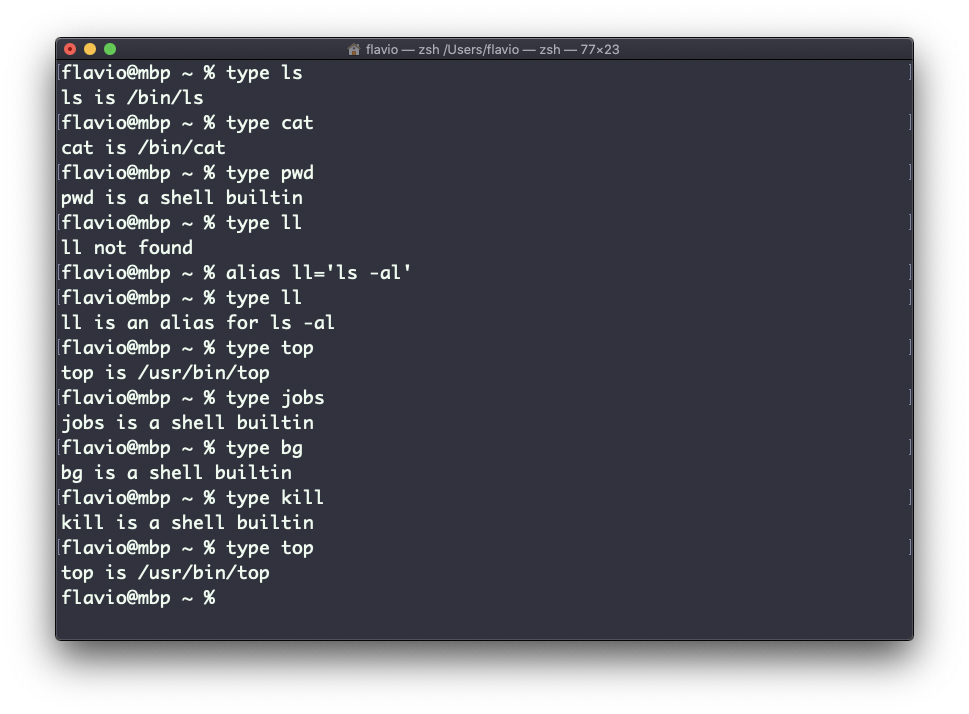 flavio — zsh /Users/flavio — zsh — 77×23
[flavio@mbp ~ % type ls ]
ls is /bin/ls
[flavio@mbp ~ % type cat ]
cat is /bin/cat
[flavio@mbp ~ % type pwd ]
pwd is a shell builtin
[flavio@mbp ~ % type ll ]
ll not found
[flavio@mbp ~ % alias ll='ls -al' ]
[flavio@mbp ~ % type ll ]
ll is an alias for ls -al
[flavio@mbp ~ % type top ]
top is /usr/bin/top
[flavio@mbp ~ % type jobs ]
jobs is a shell builtin
[flavio@mbp ~ % type bg ]
bg is a shell builtin
[flavio@mbp ~ % type kill ]
kill is a shell builtin
[flavio@mbp ~ % type top ]
top is /usr/bin/top
flavio@mbp ~ %